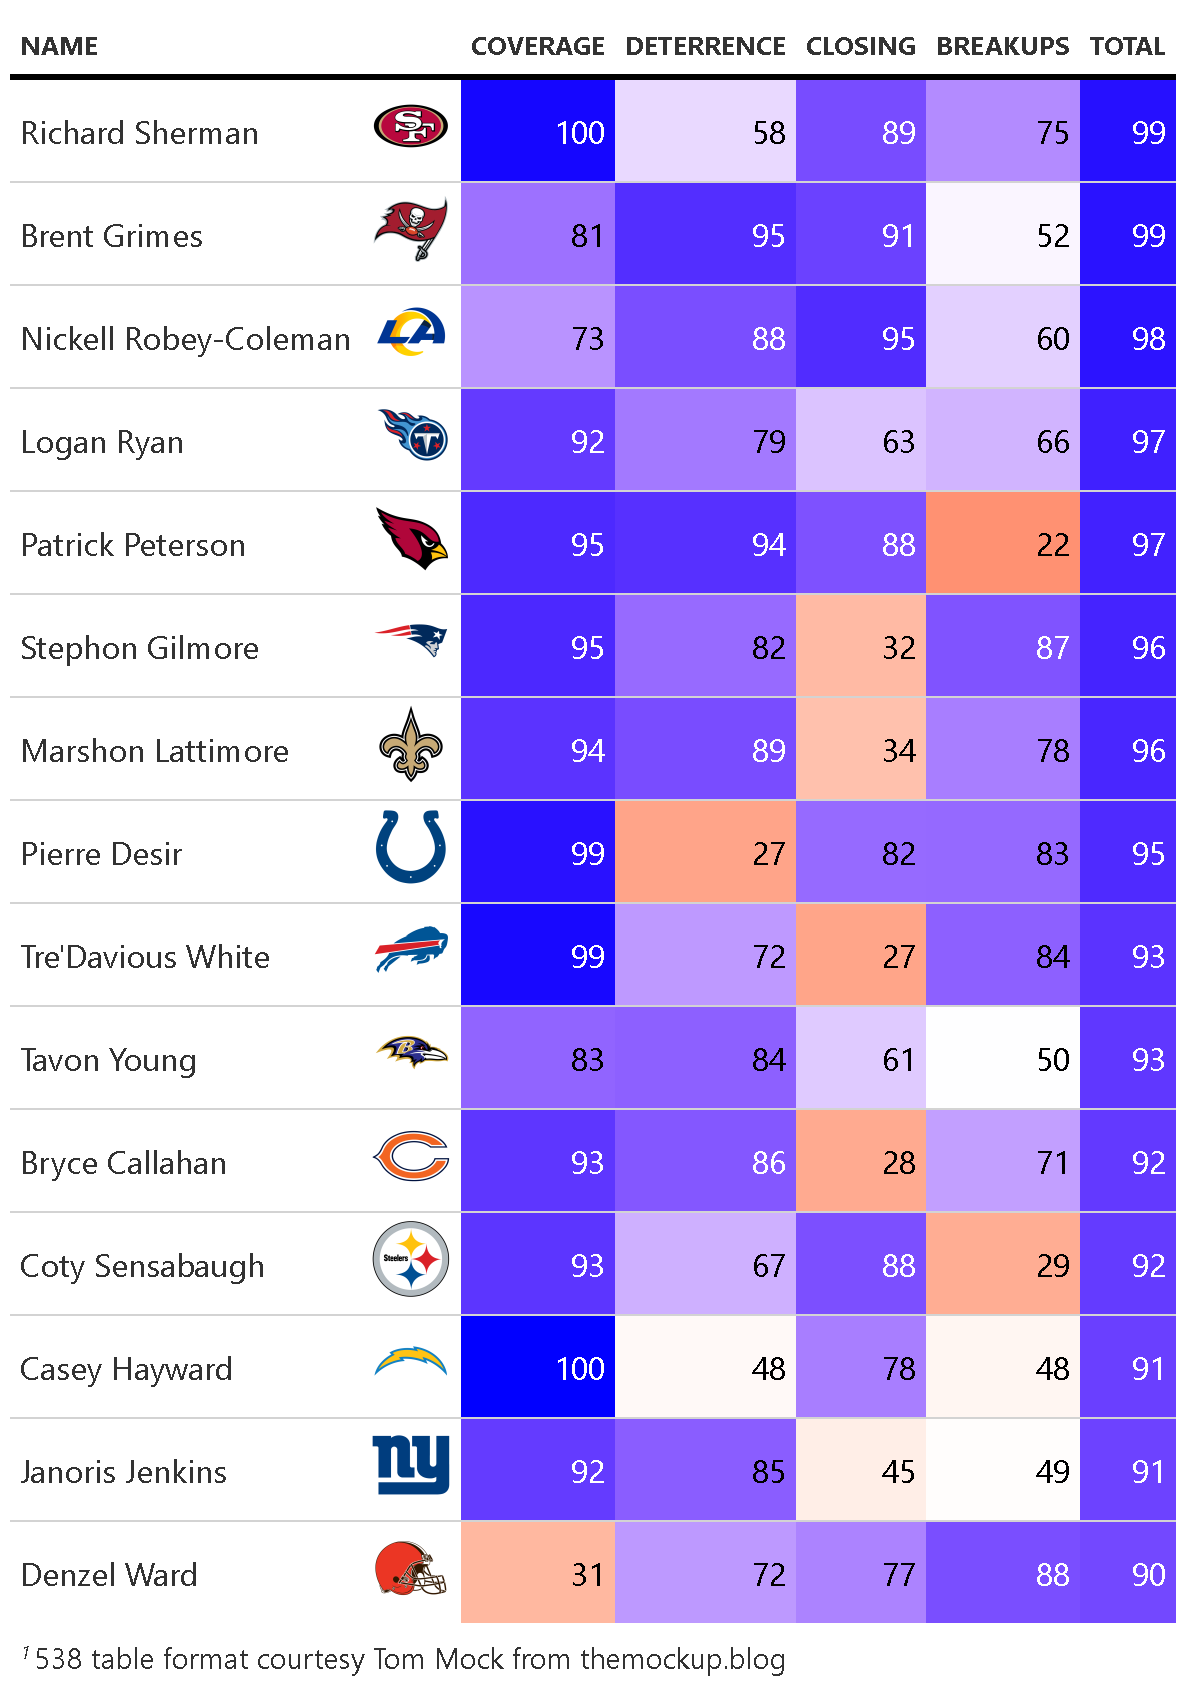 NAME COVERAGE DETERRENCE CLOSING BREAKUPS TOTAL
Richard Sherman SF 100 58 89 75 99
Brent Grimes 81 95 91 52 99
Nickell Robey-Coleman LA 73 88 95 60 98
Logan Ryan T 92 79 63 66 97
Patrick Peterson 95 94 88 22 97
Stephon Gilmore 95 82 32 87 96
Marshon Lattimore 94 89 34 78 96
Pierre Desir 99 27 82 83 95
Tre'Davious White 99 72 27 84 93
Tavon Young B 83 84 61 50 93
Bryce Callahan C 93 86 28 71 92
Coty Sensabaugh Steelers 93 67 88 29 92
Casey Hayward 100 48 78 48 91
Janoris Jenkins ny 92 85 45 49 91
Denzel Ward 31 72 77 88 90
1 538 table format courtesy Tom Mock from themockup.blog